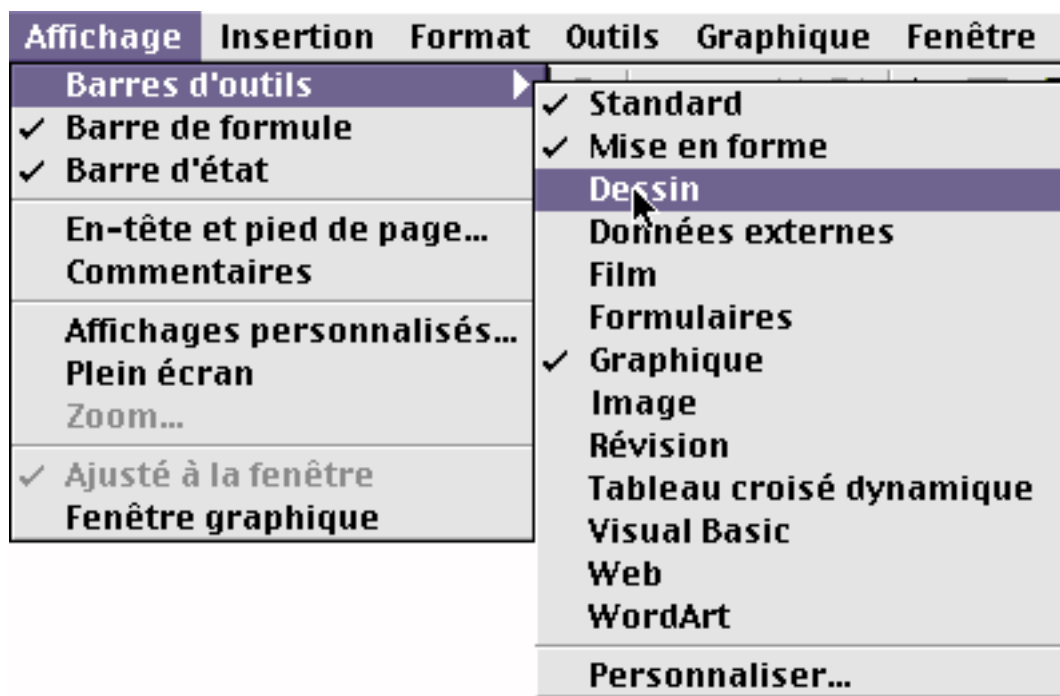 Affichage Insertion Format Outils Graphique Fenêtre
Barres d'outils
✓ Barre de formule
✓ Barre d'état
En-tête et pied de page...
Commentaires
Affichages personnalisés...
Plein écran
Zoom...
✓ Ajusté à la fenêtre
Fenêtre graphique
✓ Standard
✓ Mise en forme
Dessin
Données externes
Film
Formulaires
✓ Graphique
Image
Révision
Tableau croisé dynamique
Visual Basic
Web
WordArt
Personnaliser...